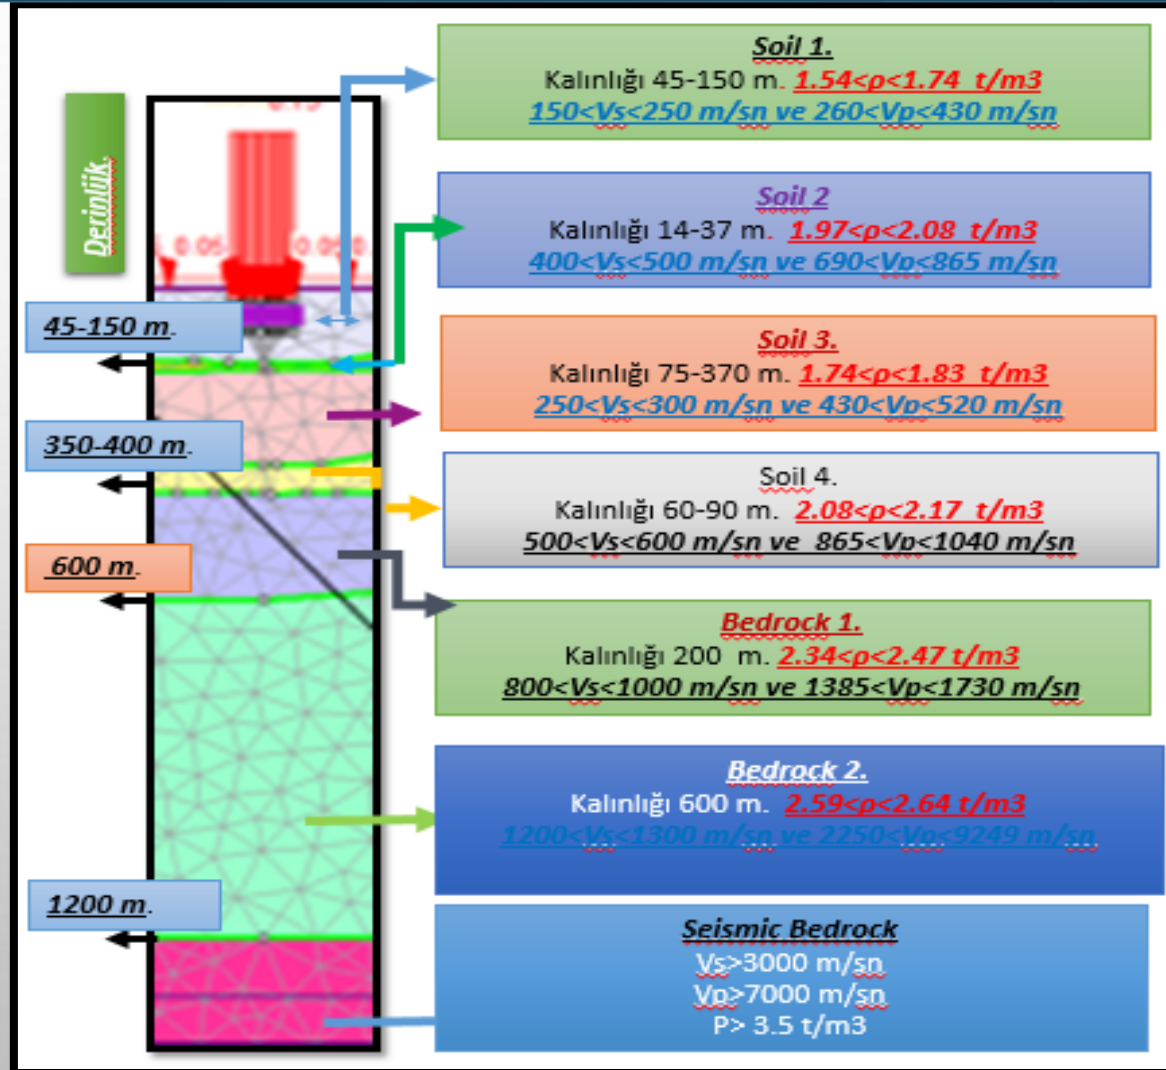 Derinlik.
0.05
0.05
45-150 m.
350-400 m.
600 m.
1200 m.
Soil 1.
Kalınlığı 45-150 m. 1.54<ρ<1.74 t/m3
150<Vs<250 m/sn ve 260<Vp<430 m/sn
Soil 2
Kalınlığı 14-37 m. 1.97<ρ<2.08 t/m3
400<Vs<500 m/sn ve 690<Vp<865 m/sn
Soil 3.
Kalınlığı 75-370 m. 1.74<ρ<1.83 t/m3
250<Vs<300 m/sn ve 430<Vp<520 m/sn
Soil 4.
Kalınlığı 60-90 m. 2.08<ρ<2.17 t/m3
500<Vs<600 m/sn ve 865<Vp<1040 m/sn
Bedrock 1.
Kalınlığı 200 m. 2.34<ρ<2.47 t/m3
800<Vs<1000 m/sn ve 1385<Vp<1730 m/sn
Bedrock 2.
Kalınlığı 600 m. 2.59<ρ<2.64 t/m3
1200<Vs<1300 m/sn ve 2250<Vp<9249 m/sn
Seismic Bedrock
Vs>3000 m/sn
Vp>7000 m/sn
P> 3.5 t/m3